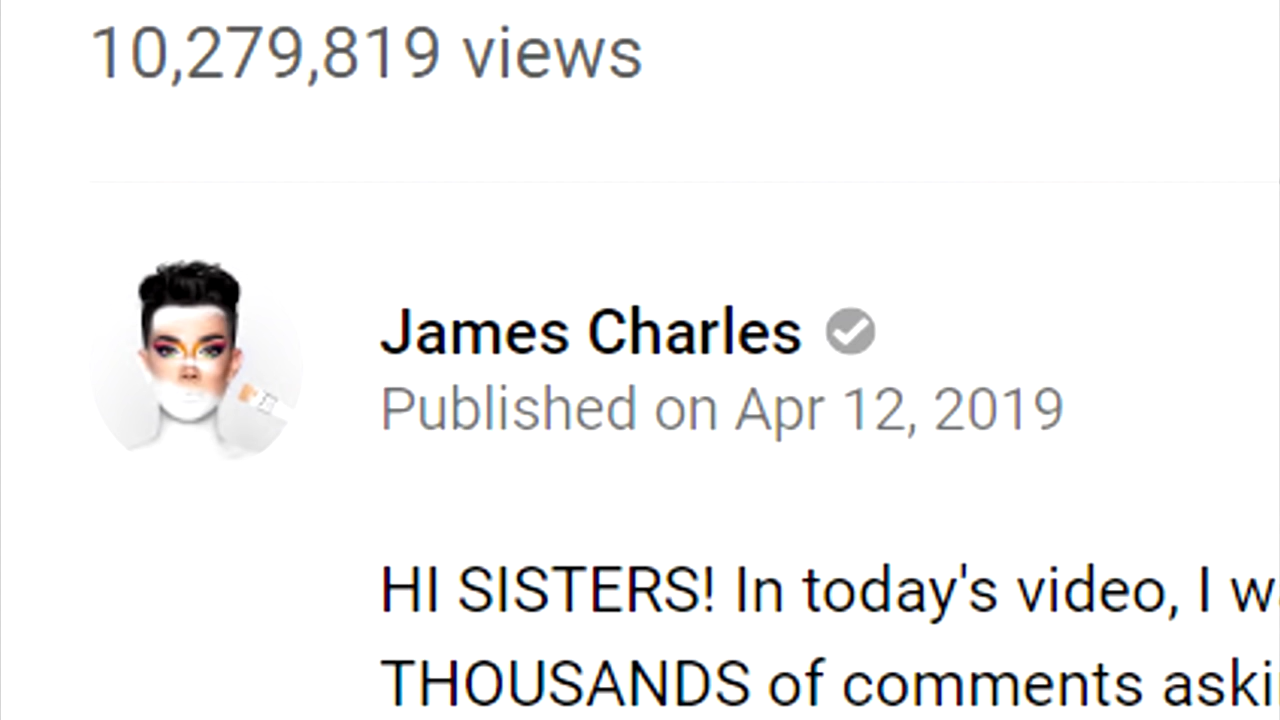 10,279,819 views
James Charles
Published on Apr 12, 2019
HI SISTERS! In today's video, I
THOUSANDS of comments